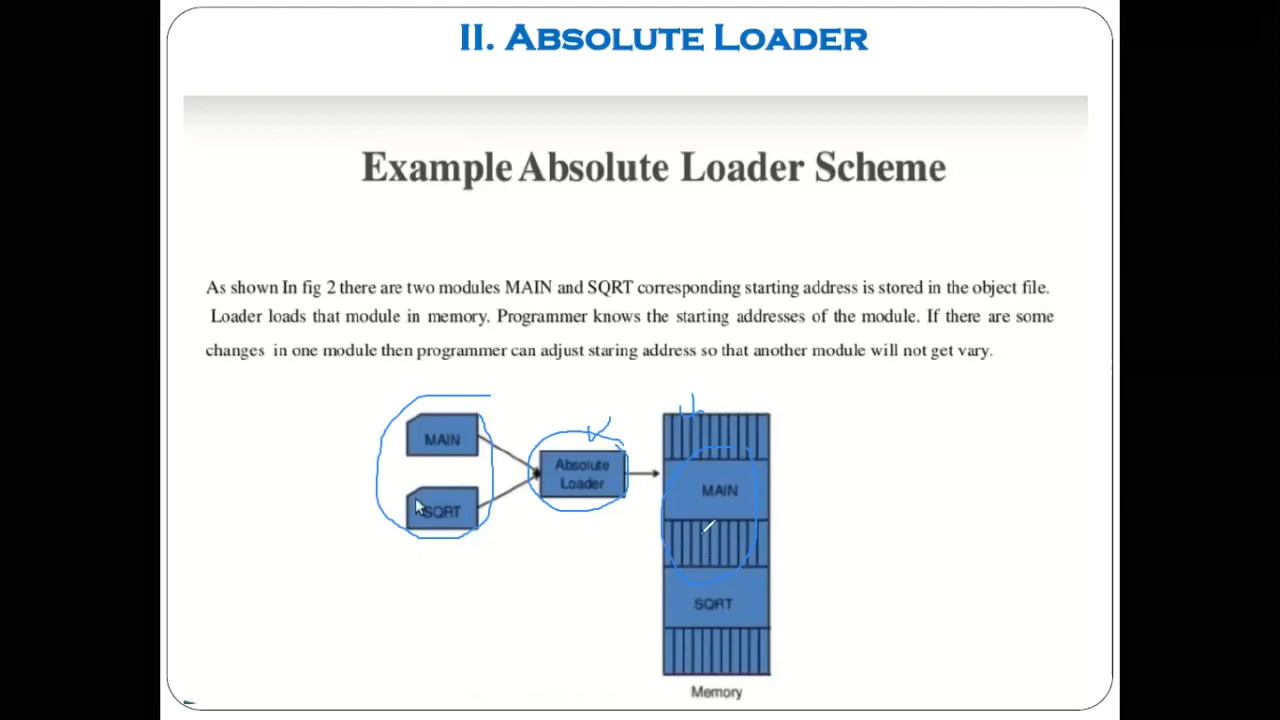 II. ABSOLUTE LOADER
Example Absolute Loader Scheme
As shown In fig 2 there are two modules MAIN and SQRT corresponding starting address is stored in the object file.
Loader loads that module in memory. Programmer knows the starting addresses of the module. If there are some
changes in one module then programmer can adjust staring address so that another module will not get vary.
MAIN
SQRT
Absolute
Loader
MAIN
SQRT
Memory